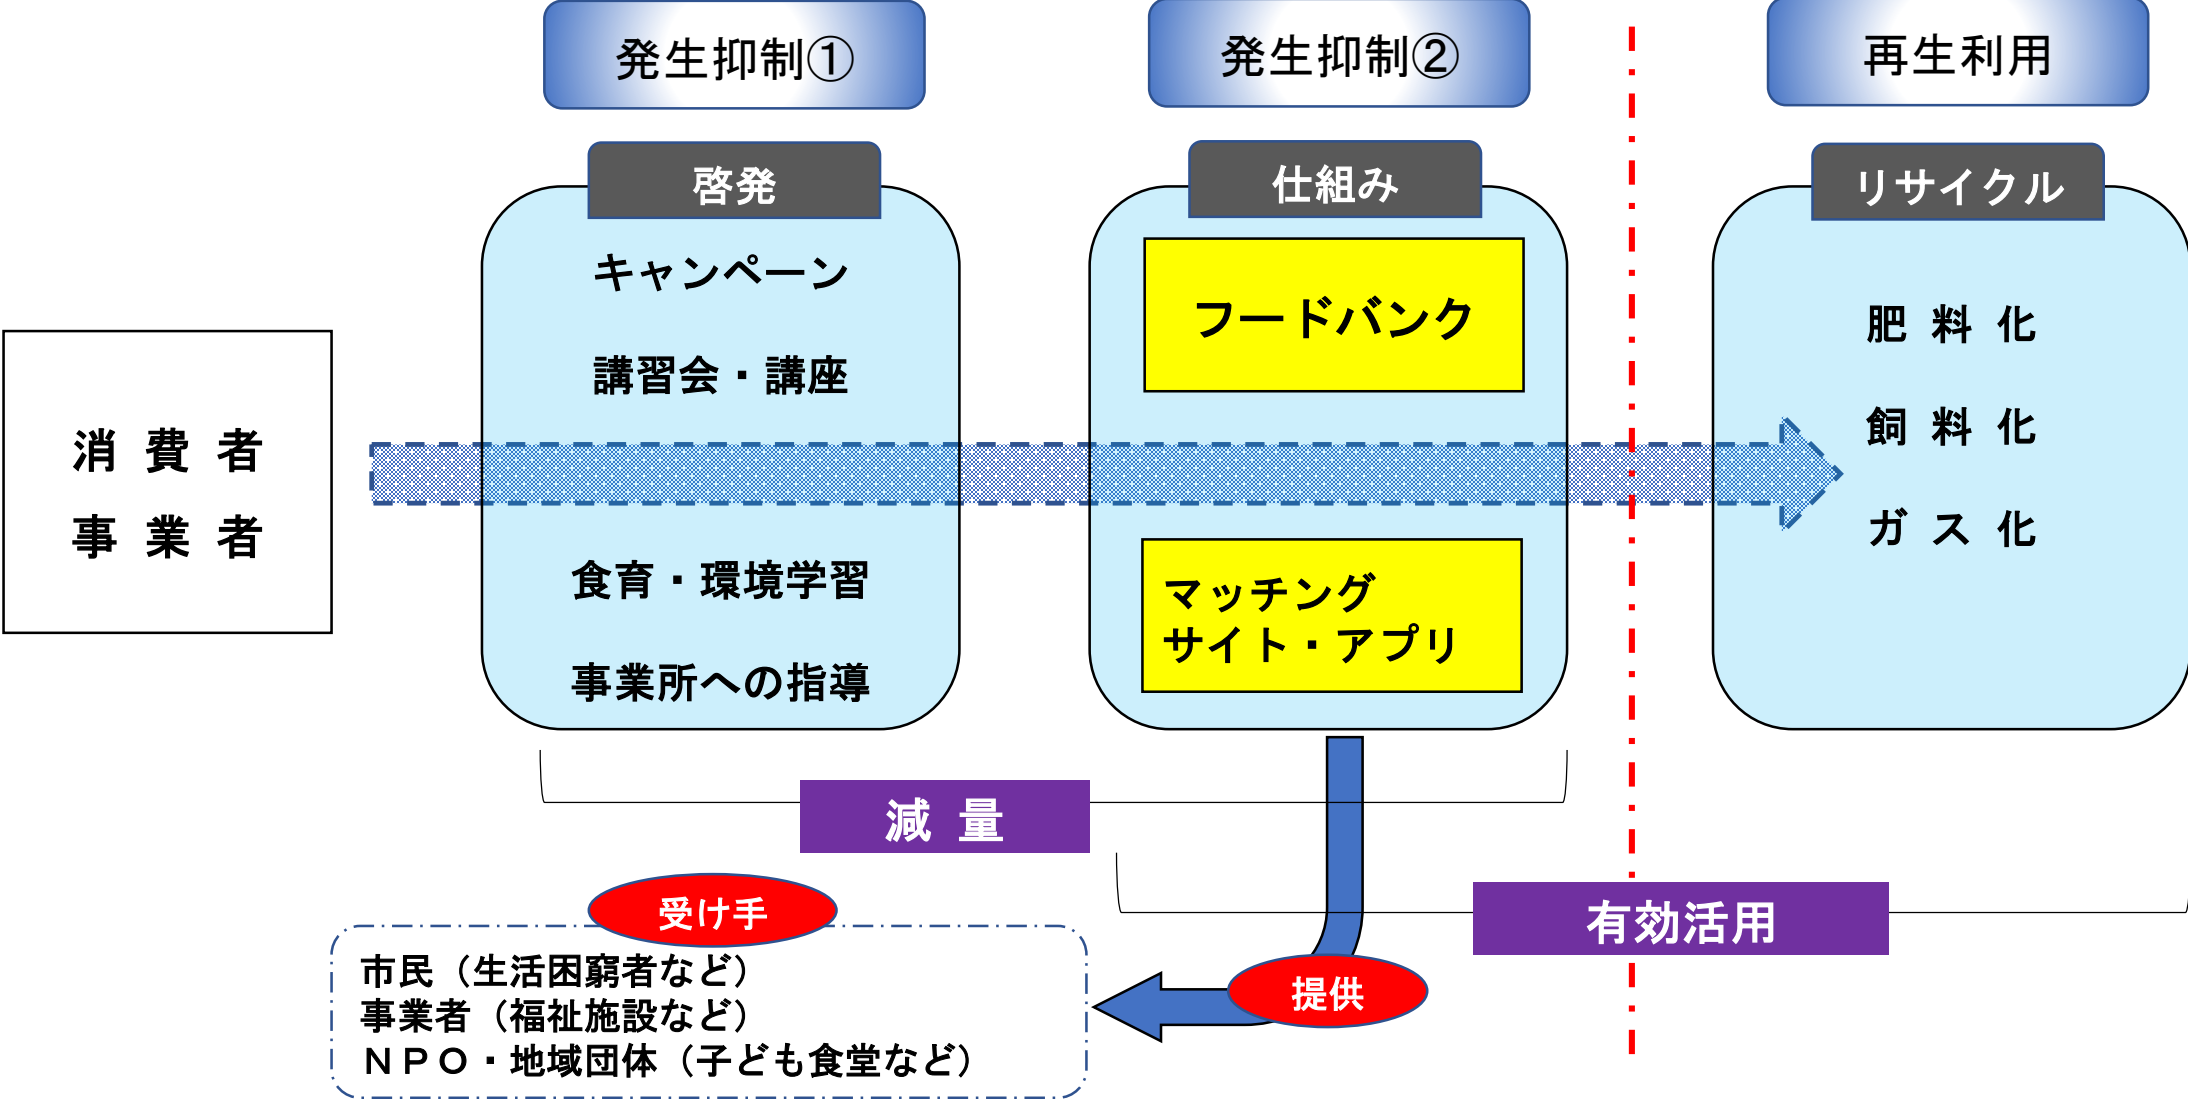 発生抑制①
発生抑制②
再生利用
啓発
仕組み
リサイクル
消費者
事業者
キャンペーン
講習会・講座
食育・環境学習
事業所への指導
フードバンク
マッチング
サイト・アプリ
肥料化
飼料化
ガス化
減量
有効活用
受け手
提供
市民（生活困窮者など）
事業者（福祉施設など）
ＮＰＯ・地域団体（子ども食堂など）